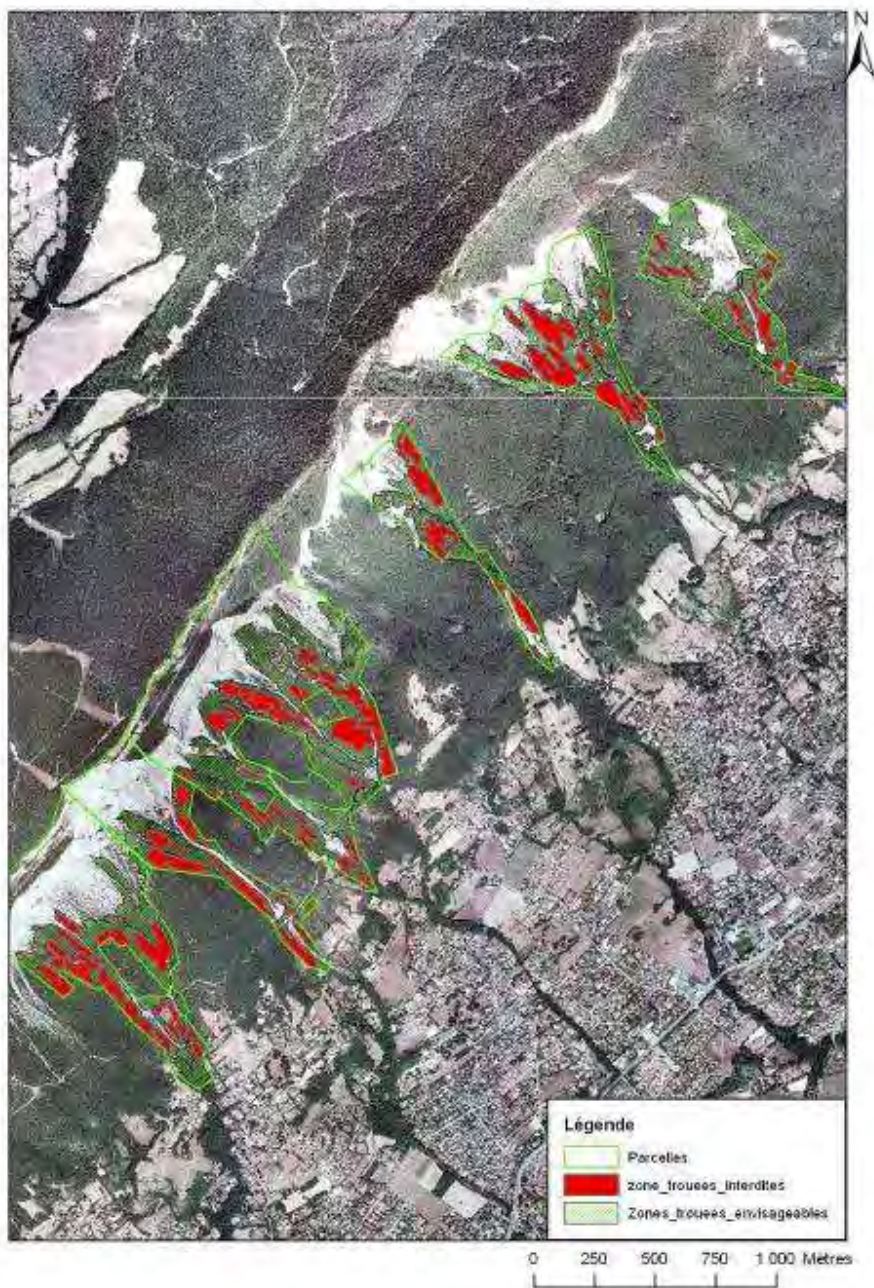 N
Légende
Parcelles
zone_trouees_interdites
Zones_trouees_envisageables
0 250 500 750 1 000 Mètres